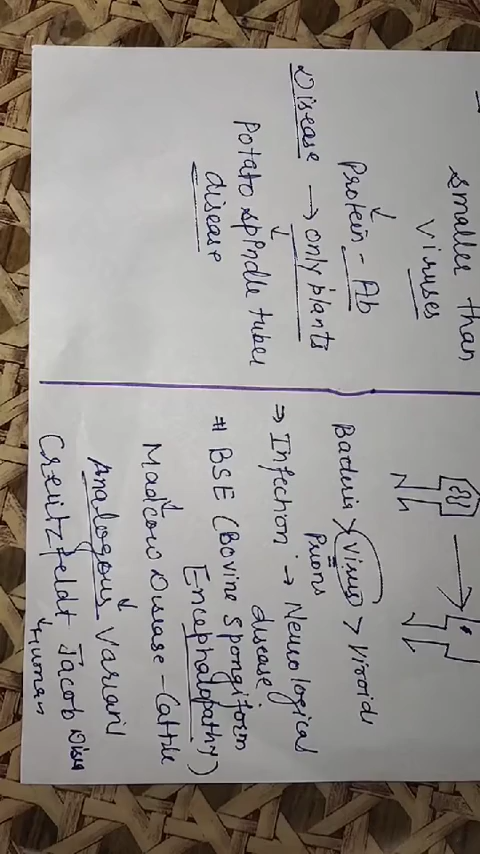 smaller than
viruses
Protein - Ab
Disease → only plants
Potato spindle tuber
disease
Bacteria > Virus > Viroids
Prions
⇒ Infection → Neurological
disease
# BSE (Bovine Spongiform
Encephalopathy)
Mad cow Disease - Cattle
Analogous Variant
Creutzfeldt Jacob Dise
Human